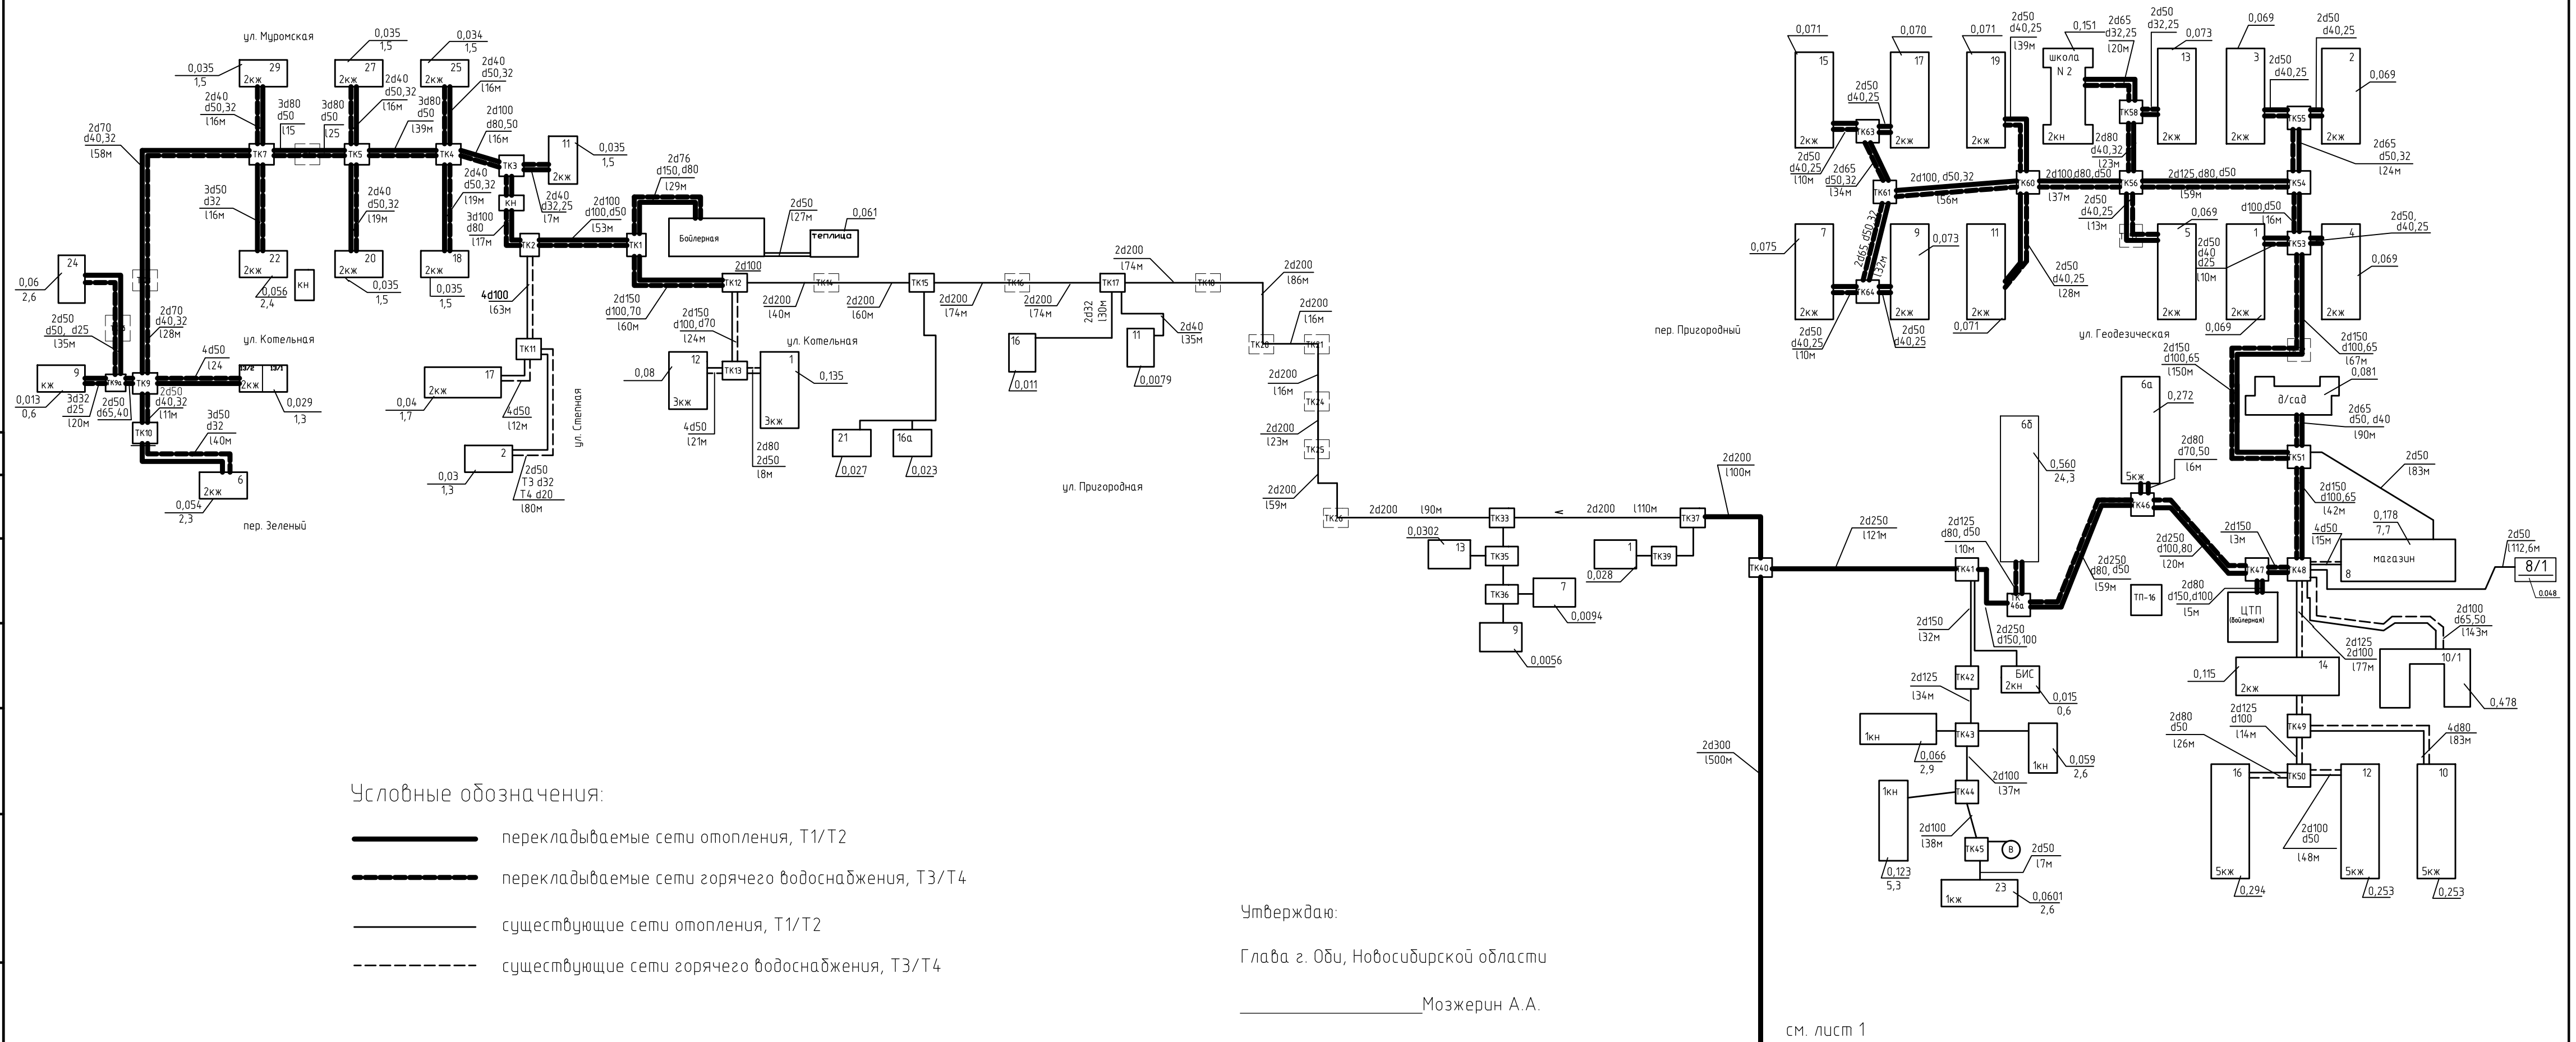 ул. Муромская
0,035
1,5
29
2кж
0,035
1,5
27
2кж
0,034
1,5
25
2кж
2d40
d50,32
l16м
2d40
d50,32
l16м
2d40
d50,32
l16м
2d70
d40,32
l58м
3d80
d50
l15
3d80
d50
l25
3d80
d50
l39м
2d100
d80,50
l16м
ТК7
ТК5
ТК4
ТК3
11
2кж
0,035
1,5
2d40
d32,25
l7м
3d50
d32
l16м
2d40
d50,32
l19м
2d40
d50,32
l19м
кн
3d100
d80
l17м
22
2кж
0,056
2,4
кн
20
2кж
0,035
1,5
18
2кж
0,035
1,5
ТК2
2d100
d100,d50
l53м
ТК1
2d76
d150,d80
l29м
Бойлерная
2d50
l27м
теплица
0,061
24
0,06
2,6
2d50
d50, d25
l35м
2d70
d40,32
l28м
ул. Котельная
4d50
l24
9
кж
0,013
0,6
3d32
d25
l20м
ТК9а
2d50
d65,40
ТК9
2d50
d40,32
l11м
13/2
13/1
2кж
0,029
1,3
ТК10
3d50
d32
l40м
6
2кж
0,054
2,3
пер. Зеленый
4d100
l63м
ТК11
17
2кж
0,04
1,7
4d50
l12м
2
0,03
1,3
2d50
Т3 d32
Т4 d20
l80м
ул. Степная
2d150
d100,70
l60м
2d100
ТК12
2d150
d100,d70
l24м
ул. Котельная
12
3кж
0,08
ТК13
1
3кж
0,135
4d50
l21м
2d80
2d50
l8м
2d200
l40м
ТК14
2d200
l60м
ТК15
2d200
l74м
ТК16
2d200
l74м
ТК17
2d200
l74м
ТК18
2d200
l86м
21
0,027
16а
0,023
16
0,011
2d32
l30м
11
0,0079
2d40
l35м
ТК20
2d200
l16м
ТК21
2d200
l16м
ТК24
2d200
l23м
ТК25
2d200
l59м
ТК26
ул. Пригородная
2d200
l90м
ТК33
2d200
l110м
ТК37
2d200
l100м
0,0302
13
ТК35
ТК36
7
0,0094
9
0,0056
1
0,028
ТК39
ТК40
2d250
l121м
2d300
l500м
0,071
15
2кж
0,070
17
2кж
0,071
19
2кж
2d50
d40,25
ТК63
2d50
d40,25
l10м
2d65
d50,32
l34м
2d50
d40,25
l39м
ТК61
2d100, d50,32
l56м
ТК60
2d65,d50,32
l32м
ТК64
7
2кж
0,075
2d50
d40,25
l10м
9
2кж
0,073
2d50
d40,25
11
2кж
0,071
2d50
d40,25
l28м
пер. Пригородный
0,151
школа
N 2
2кн
2d65
d32,25
l20м
2d50
d32,25
0,073
13
2кж
ТК58
2d80
d40,32
l23м
2d100,d80,d50
l37м
ТК56
2d125,d80,d50
l59м
2d50
d40,25
l13м
0,069
5
2кж
0,069
3
2кж
2d50
d40,25
2d50
d40,25
2
2кж
0,069
ТК55
2d65
d50,32
l24м
ТК54
d100,d50
l16м
ТК53
2d50
d40
d25
l10м
1
2кж
0,069
4
2кж
0,069
2d50,
d40,25
ул. Геодезическая
2d150
d100,65
l67м
2d150
d100,65
l150м
0,081
д/сад
2d65
d50, d40
l90м
ТК51
2d50
l83м
2d150
d100,65
l42м
6а
5кж
0,272
2d80
d70,50
l6м
6б
0,560
24,3
ТК46
2d125
d80, d50
l10м
ТК41
ТК
46а
2d250
d150,100
2d250
d80, d50
l59м
2d250
d100,80
l20м
2d150
l3м
ТК47
ТК48
4d50
l15м
0,178
7,7
магазин
8
2d50
l112,6м
8/1
0.048
ТП-16
2d80
d150,d100
l5м
ЦТП
(Бойлерная)
2d125
2d100
l77м
2d100
d65,50
l143м
10/1
0,478
14
2кж
0,115
2d125
d100
l14м
ТК49
4d80
l83м
2d80
d50
l26м
ТК50
16
5кж
0,294
12
5кж
0,253
10
5кж
0,253
2d100
d50
l48м
2d150
l32м
ТК42
БИС
2кн
0,015
0,6
2d125
l34м
1кн
0,066
2,9
ТК43
1кн
0,059
2,6
2d100
l37м
1кн
0,123
5,3
ТК44
2d100
l38м
ТК45
В
2d50
l7м
23
1кж
0,0601
2,6
Условные обозначения:
перекладываемые сети отопления, Т1/Т2
перекладываемые сети горячего водоснабжения, Т3/Т4
существующие сети отопления, Т1/Т2
существующие сети горячего водоснабжения, Т3/Т4
Утверждаю:
Глава г. Оби, Новосибирской области
Мозжерин А.А.
см. лист 1